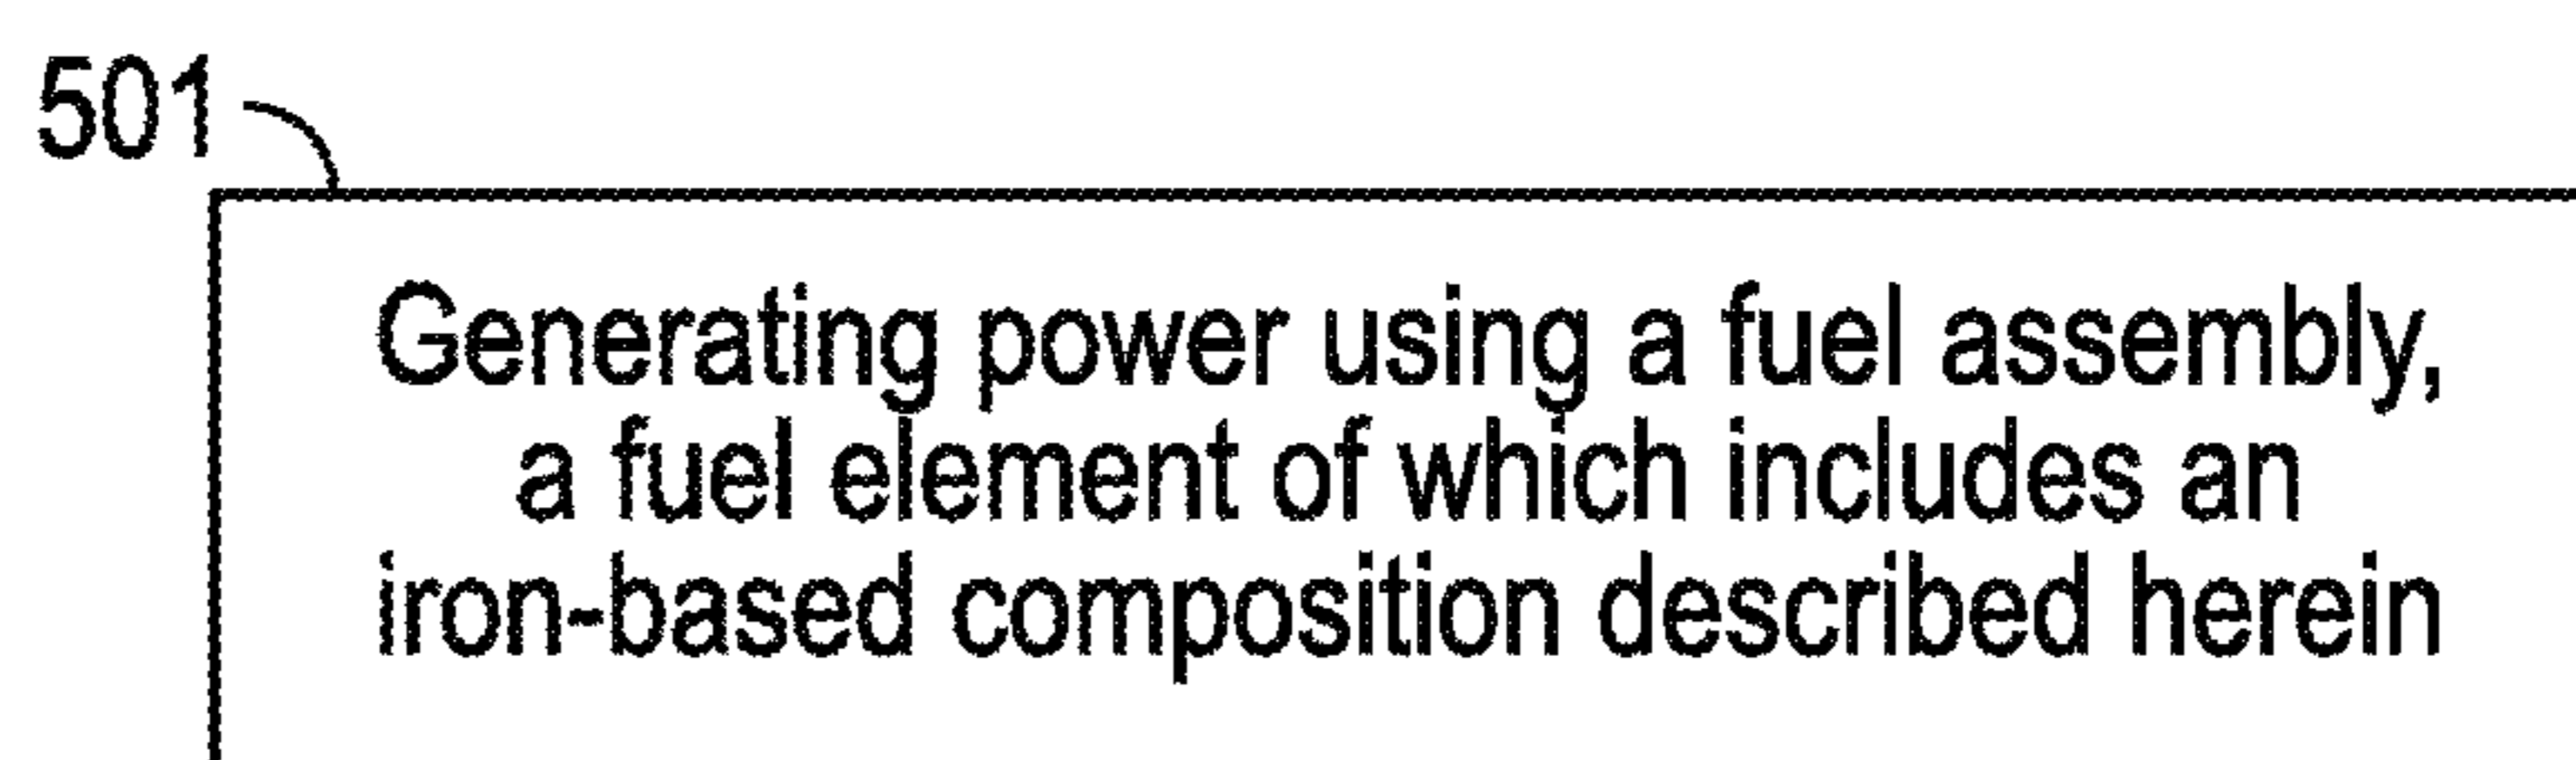 501
Generating power using a fuel assembly,
a fuel element of which includes an
iron-based composition described herein